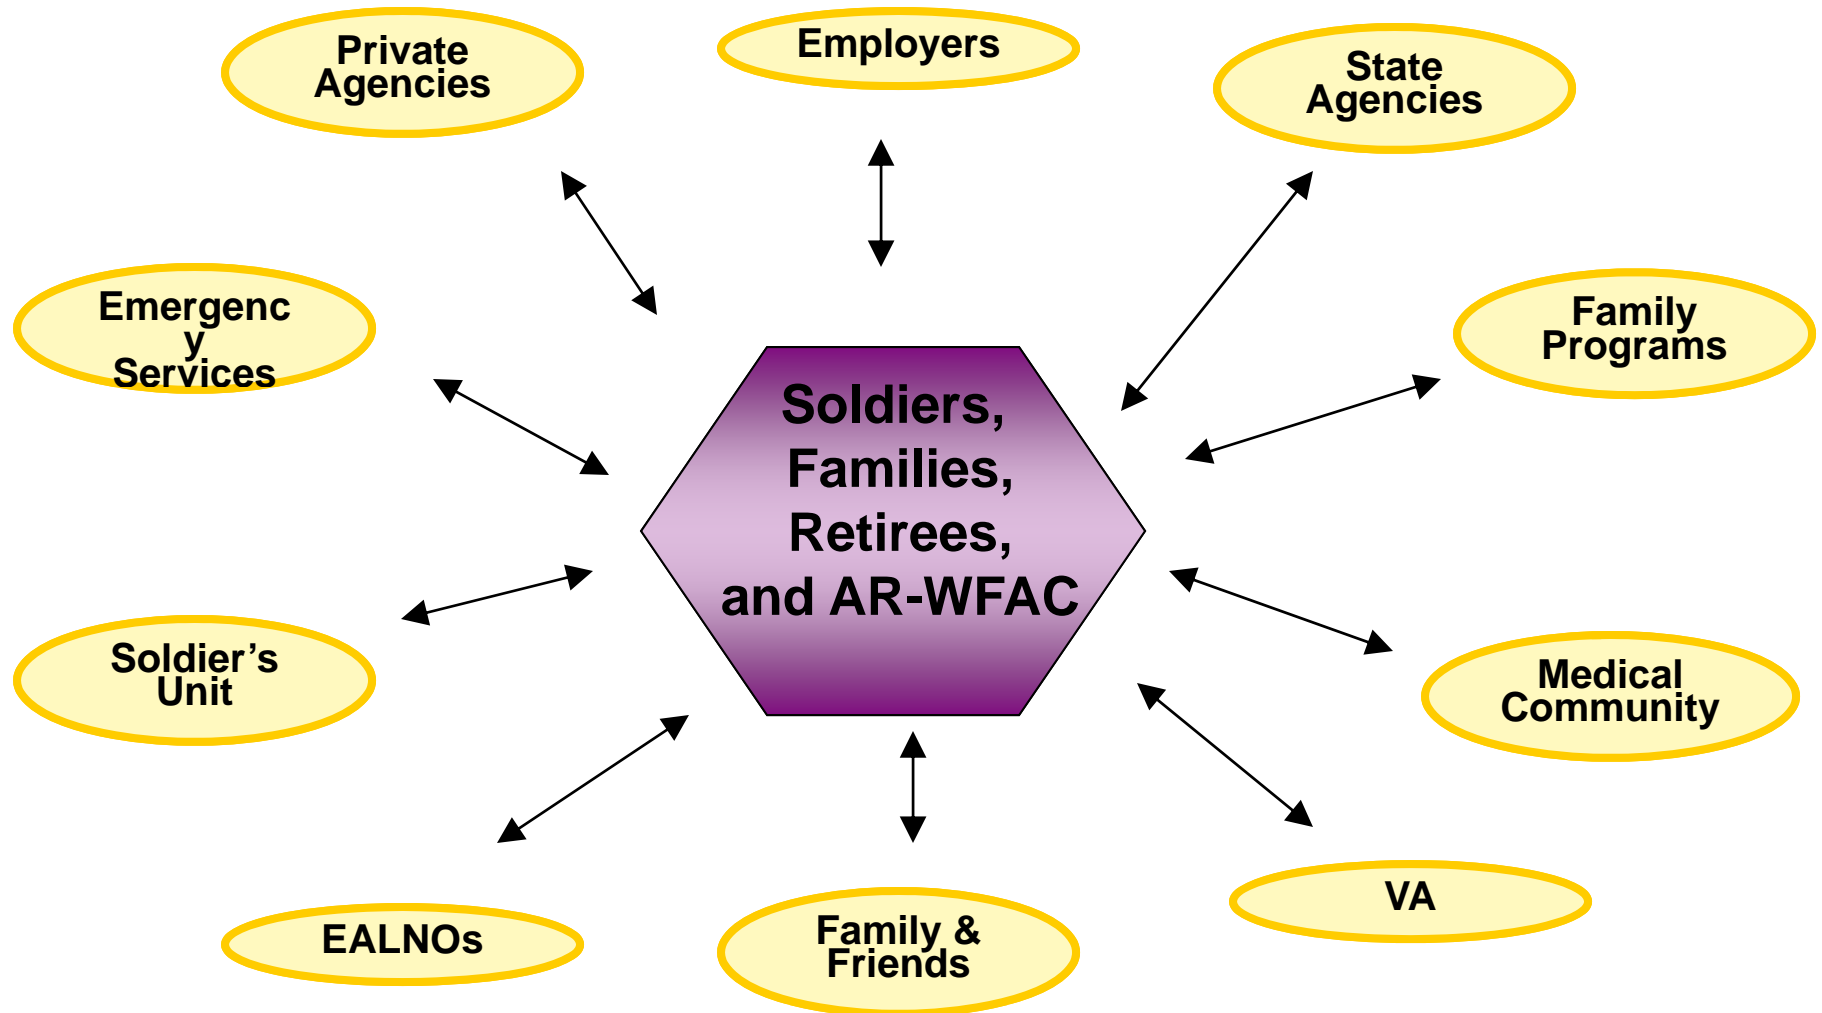 Private
Agencies
Employers
State
Agencies
Emergenc
y
Services
Family
Programs
Soldiers,
Families,
Retirees,
and AR-WFAC
Soldier’s
Unit
Medical
Community
EALNOs
Family &
Friends
VA